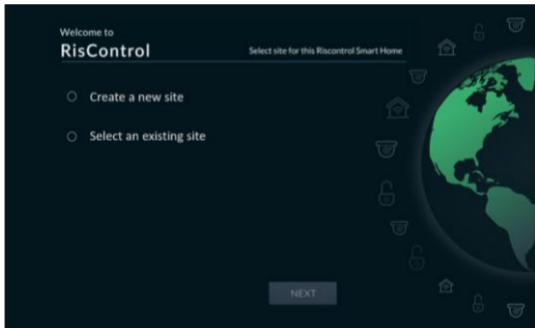 Welcome to
RisControl
Select site for this Riscontrol Smart Home
Create a new site
Select an existing site
NEXT